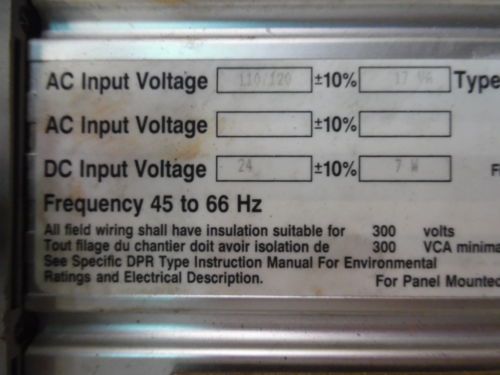 AC Input Voltage 110/120 ±10% 17 VA Type
AC Input Voltage ±10%
DC Input Voltage 24 ±10% 7 W
Frequency 45 to 66 Hz
All field wiring shall have insulation suitable for 300 volts
Tout filage du chantier doit avoir isolation de 300 VCA minima
See Specific DPR Type Instruction Manual For Environmental
Ratings and Electrical Description. For Panel Mounted